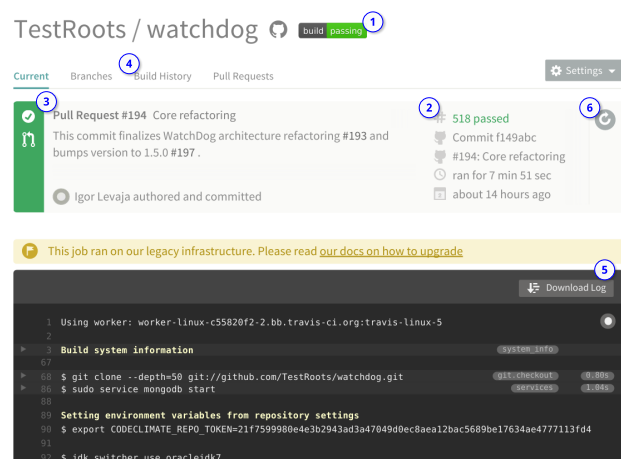 TestRoots / watchdog build passing 1
4
Current Branches Build History Pull Requests Settings
3
2
6
Pull Request #194 Core refactoring
This commit finalizes WatchDog architecture refactoring #193 and
bumps version to 1.5.0 #197 .
Igor Levaja authored and committed
# 518 passed
Commit f149abc
#194: Core refactoring
ran for 7 min 51 sec
about 14 hours ago
This job ran on our legacy infrastructure. Please read our docs on how to upgrade
5
Download Log
1 Using worker: worker-linux-c55820f2-2.bb.travis-ci.org:travis-linux-5
2
3 Build system information system_info
67
68 $ git clone --depth=50 git://github.com/TestRoots/watchdog.git git.checkout 0.80s
86 $ sudo service mongodb start services 1.04s
88
89 Setting environment variables from repository settings
90 $ export CODECLIMATE_REPO_TOKEN=21f7599980e4e3b2943ad3a47049d0ec8aea12bac5689be17634ae4777113fd4
91
92 $ jdk_switcher use oraclejdk7